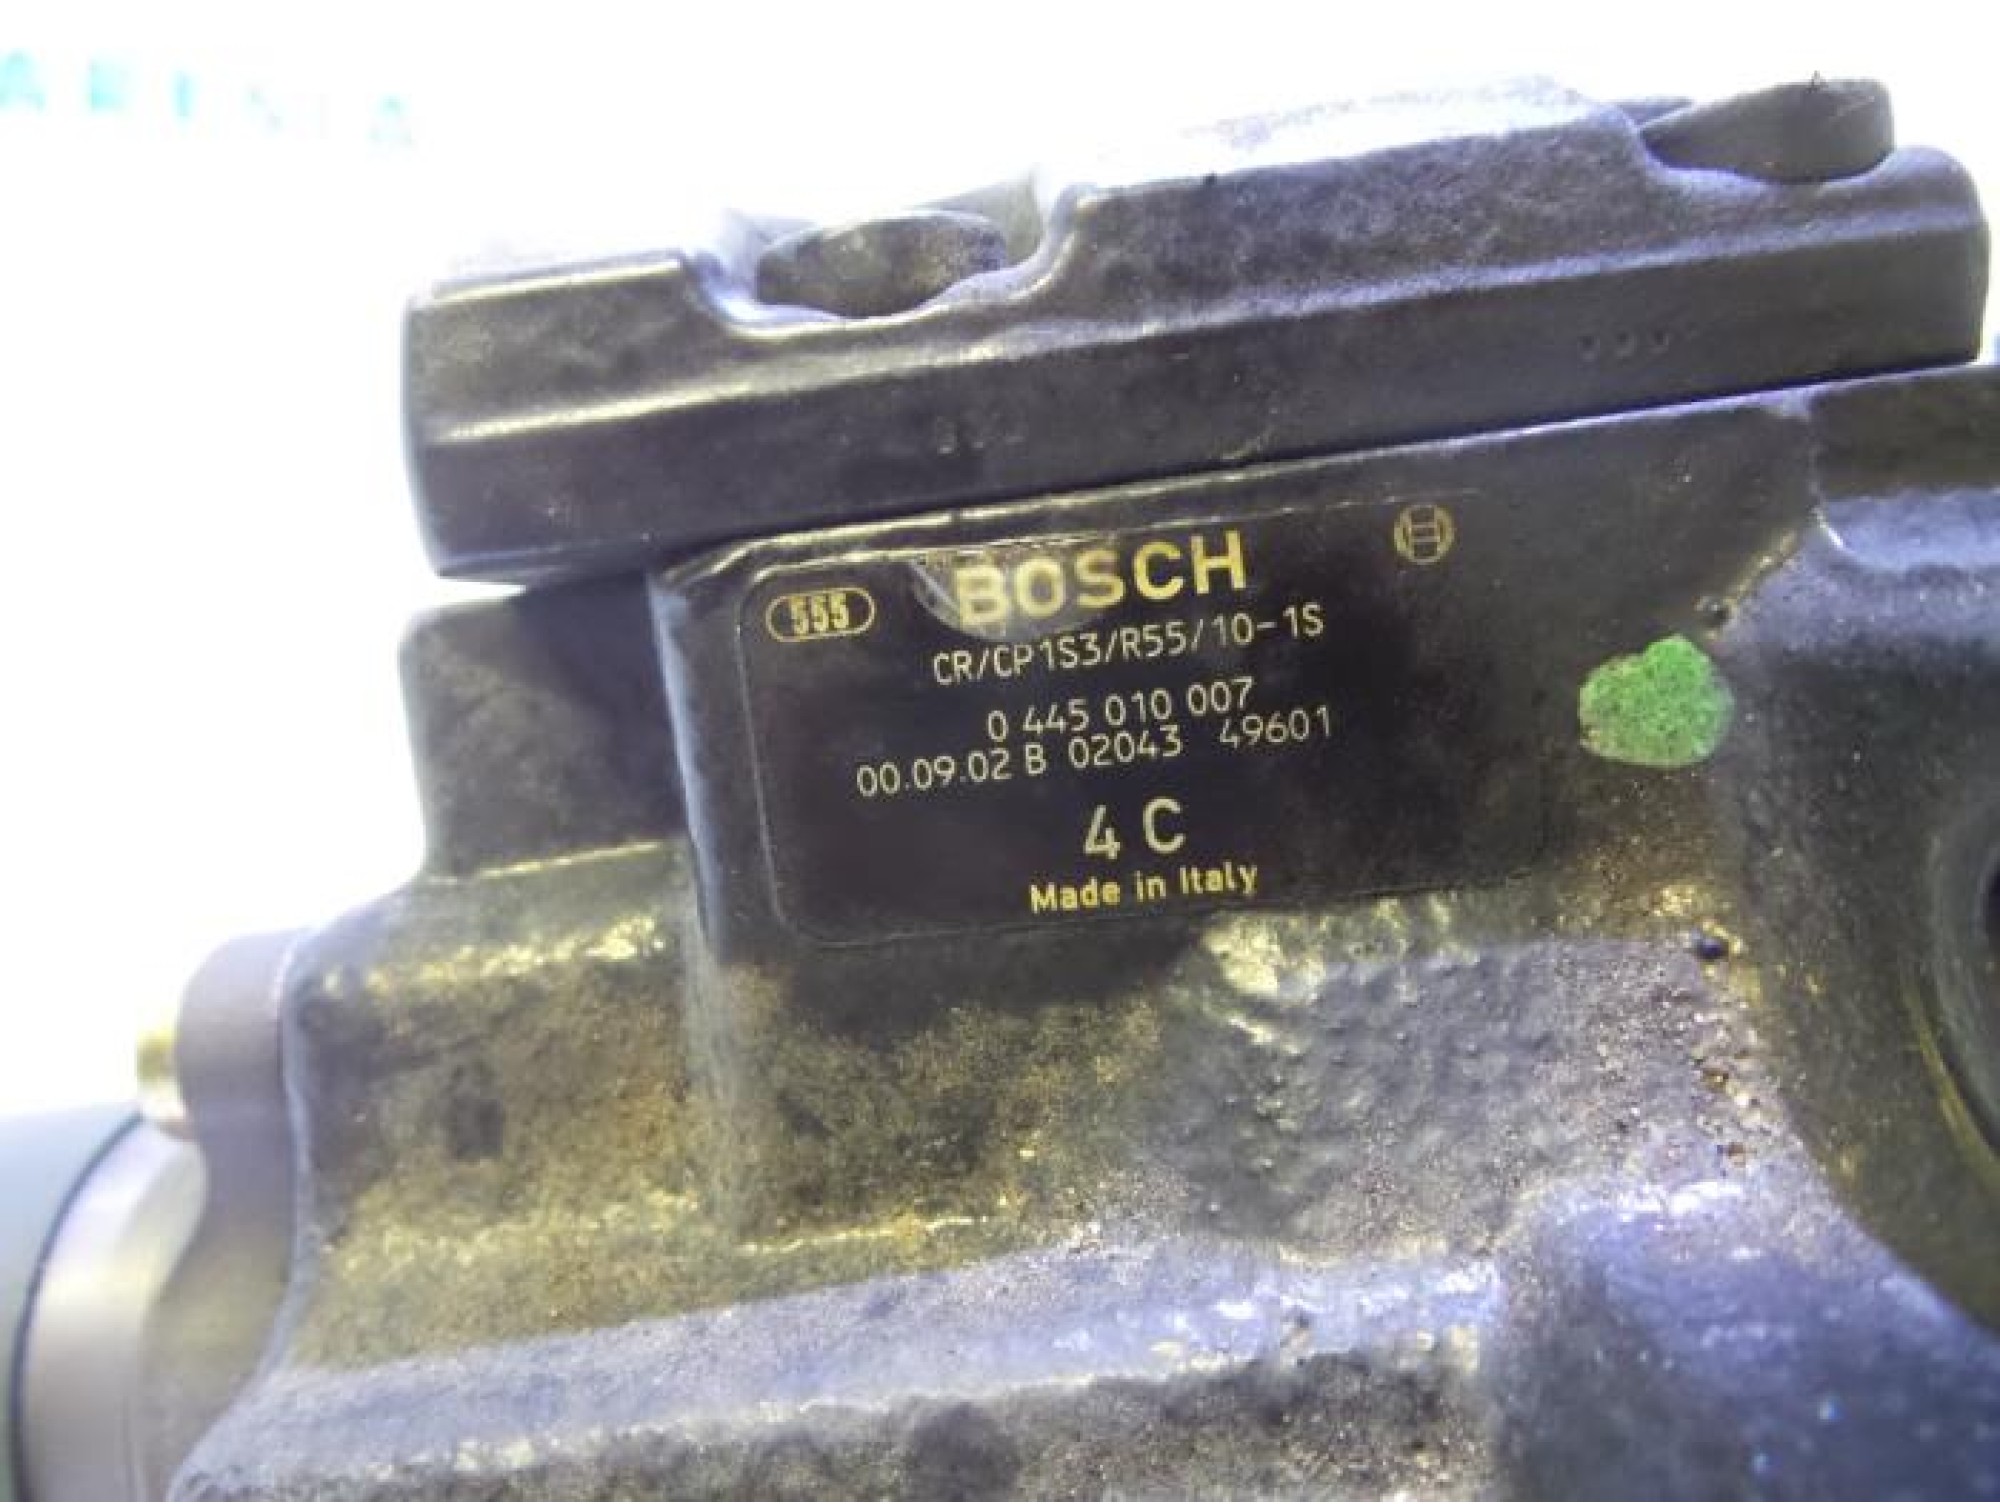 555
BOSCH
CR/CP1S3/R55/10-1S
0 445 010 007
00.09.02 B 02043 49601
4 C
Made in Italy